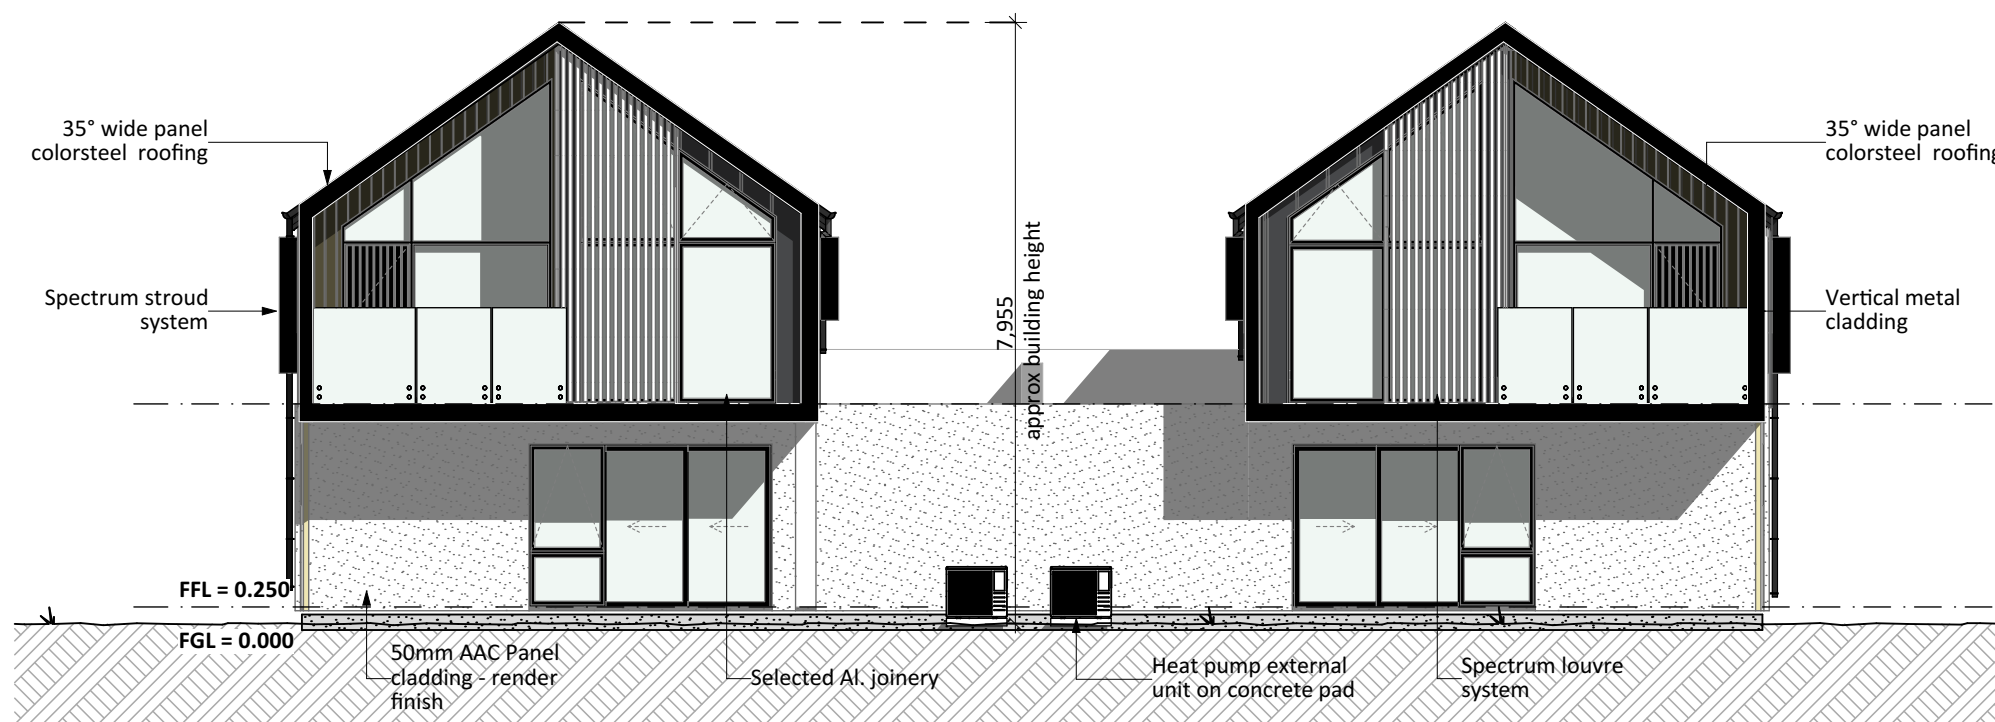 35° wide panel
colorsteel roofing
35° wide panel
colorsteel roofing
7,955
approx building height
Spectrum stroud
system
Vertical metal
cladding
FFL = 0.250
FGL = 0.000
50mm AAC Panel
cladding - render
finish
Selected Al. joinery
Heat pump external
unit on concrete pad
Spectrum louvre
system